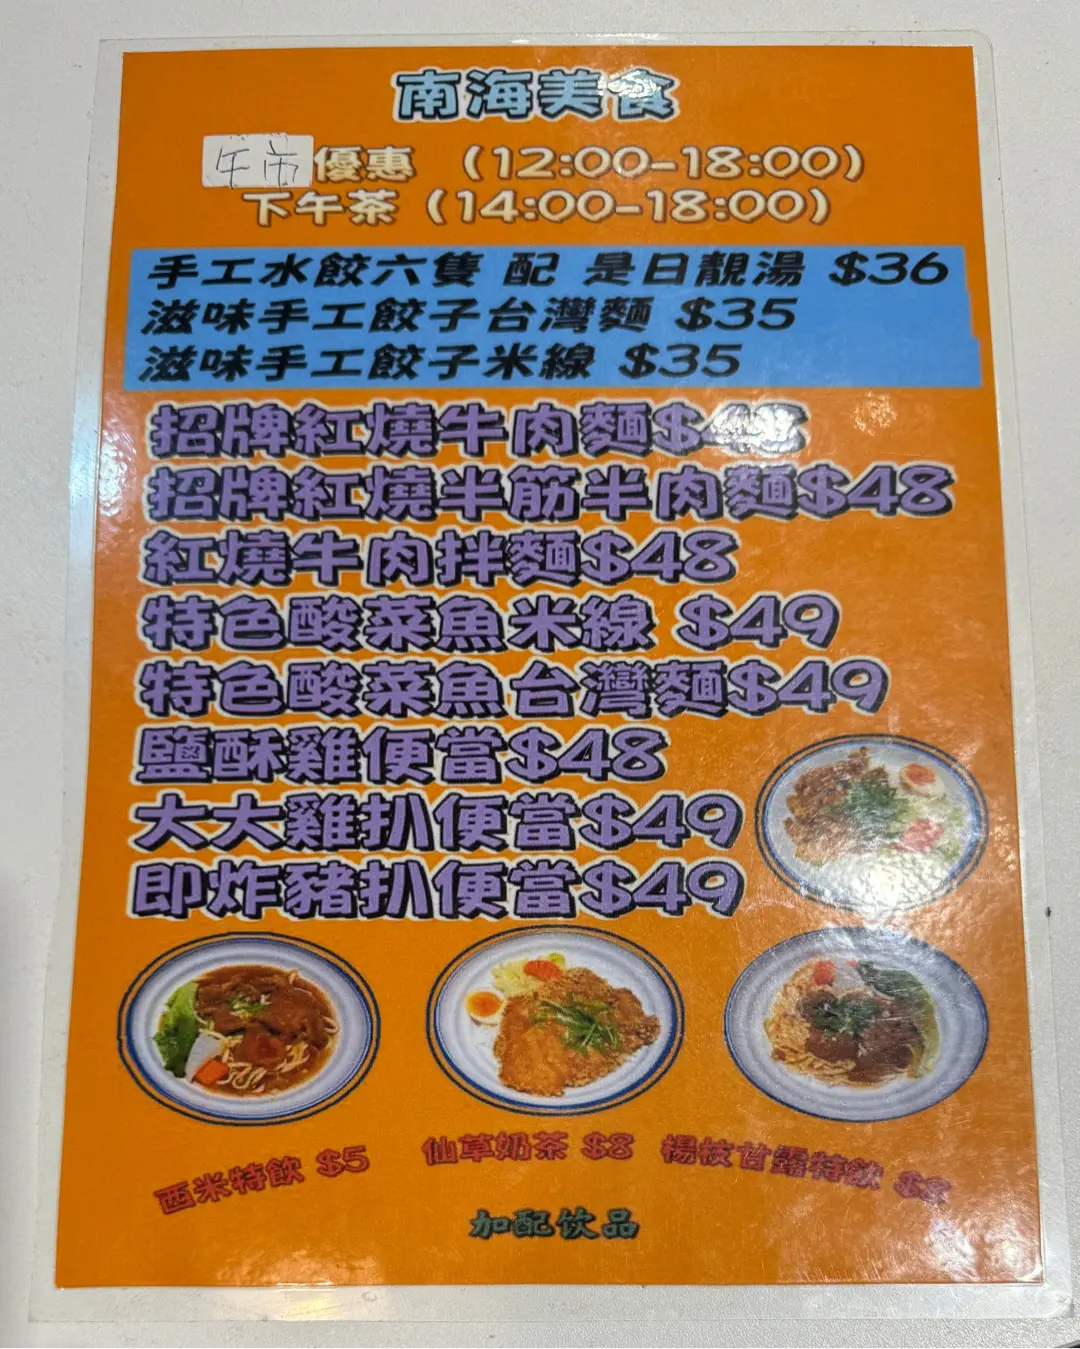 南海美食
午市優惠 (12:00-18:00)
下午茶 (14:00-18:00)
手工水餃六隻 配 是日靚湯 $36
滋味手工餃子台灣麵 $35
滋味手工餃子米線 $35
招牌紅燒牛肉麵
招牌紅燒半筋半肉麵$48
紅燒牛肉拌麵$48
特色酸菜魚米線 $49
特色酸菜魚台灣麵$49
鹽酥雞便當$48
大大雞扒便當$49
即炸豬扒便當$49
西米特飲 $5
仙草奶茶 $8
楊枝甘露特飲 $8
加配饮品